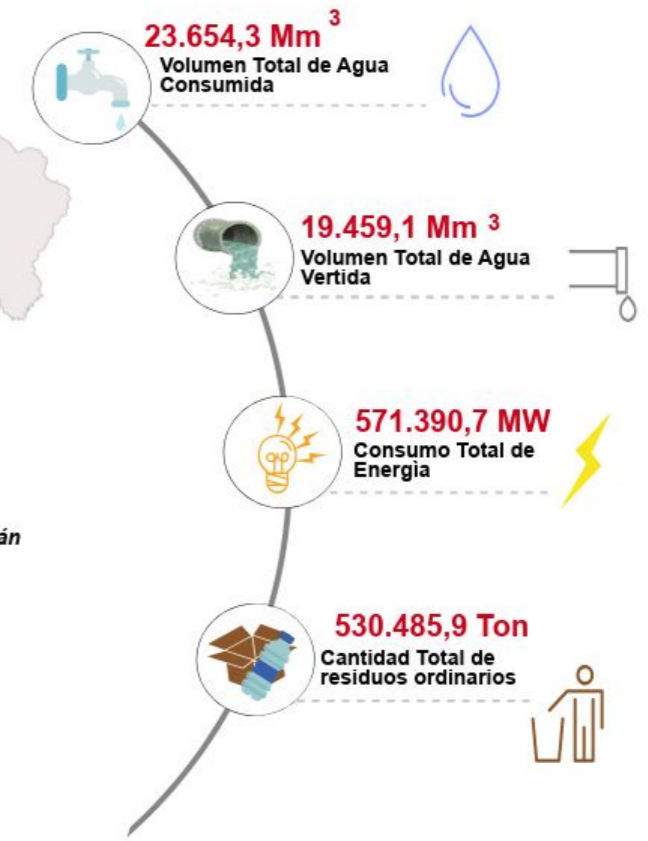 23.654,3 Mm 3
Volumen Total de Agua
Consumida
19.459,1 Mm 3
Volumen Total de Agua
Vertida
571.390,7 MW
Consumo Total de
Energìa
án
530.485,9 Ton
Cantidad Total de
residuos ordinarios